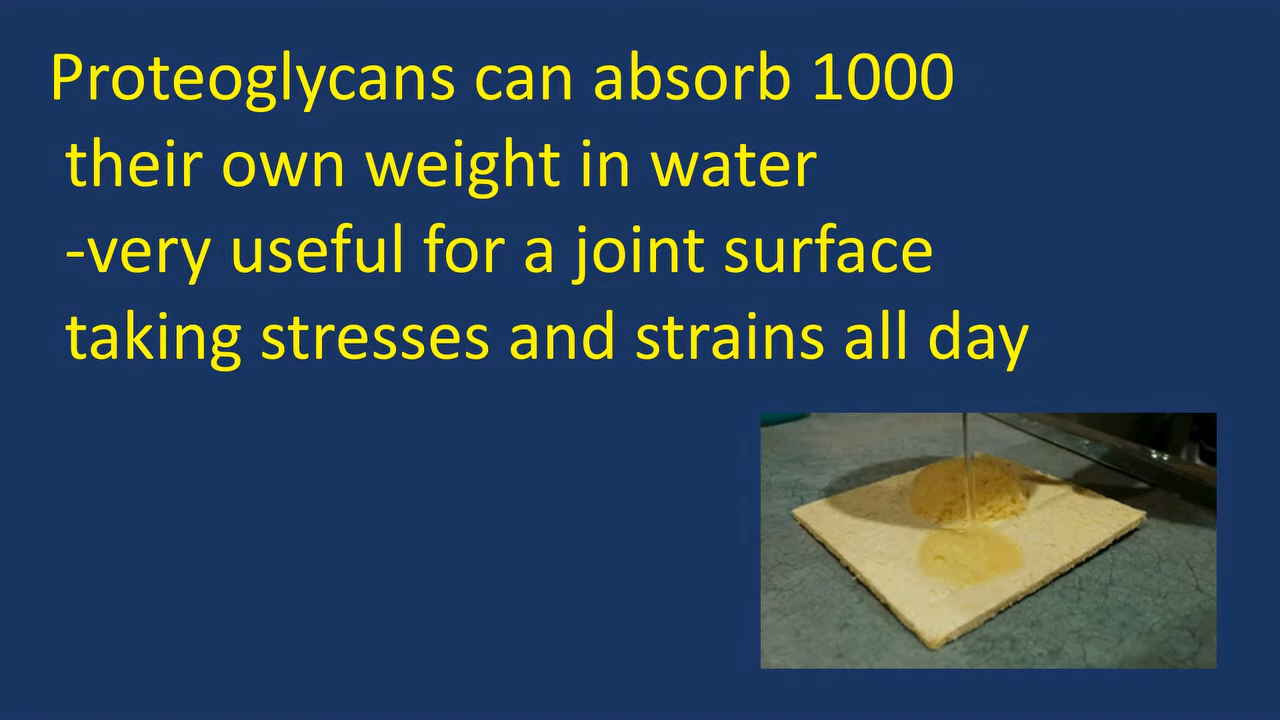 Proteoglycans can absorb 1000
their own weight in water
-very useful for a joint surface
taking stresses and strains all day